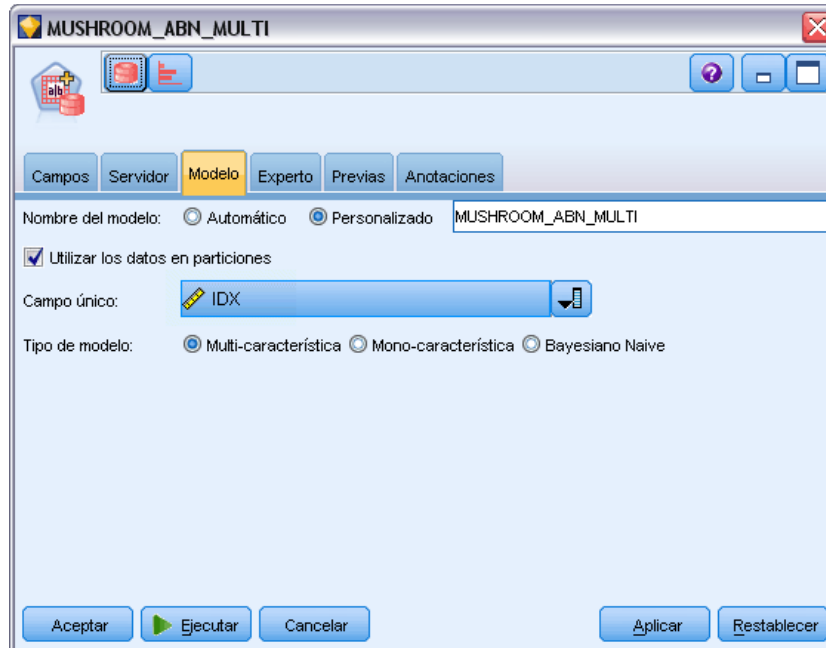 MUSHROOM_ABN_MULTI
Campos Servidor Modelo Experto Previas Anotaciones
Nombre del modelo: Automático Personalizado MUSHROOM_ABN_MULTI
Utilizar los datos en particiones
Campo único: IDX
Tipo de modelo: Multi-característica Mono-característica Bayesiano Naive
Aceptar Ejecutar Cancelar Aplicar Restablecer